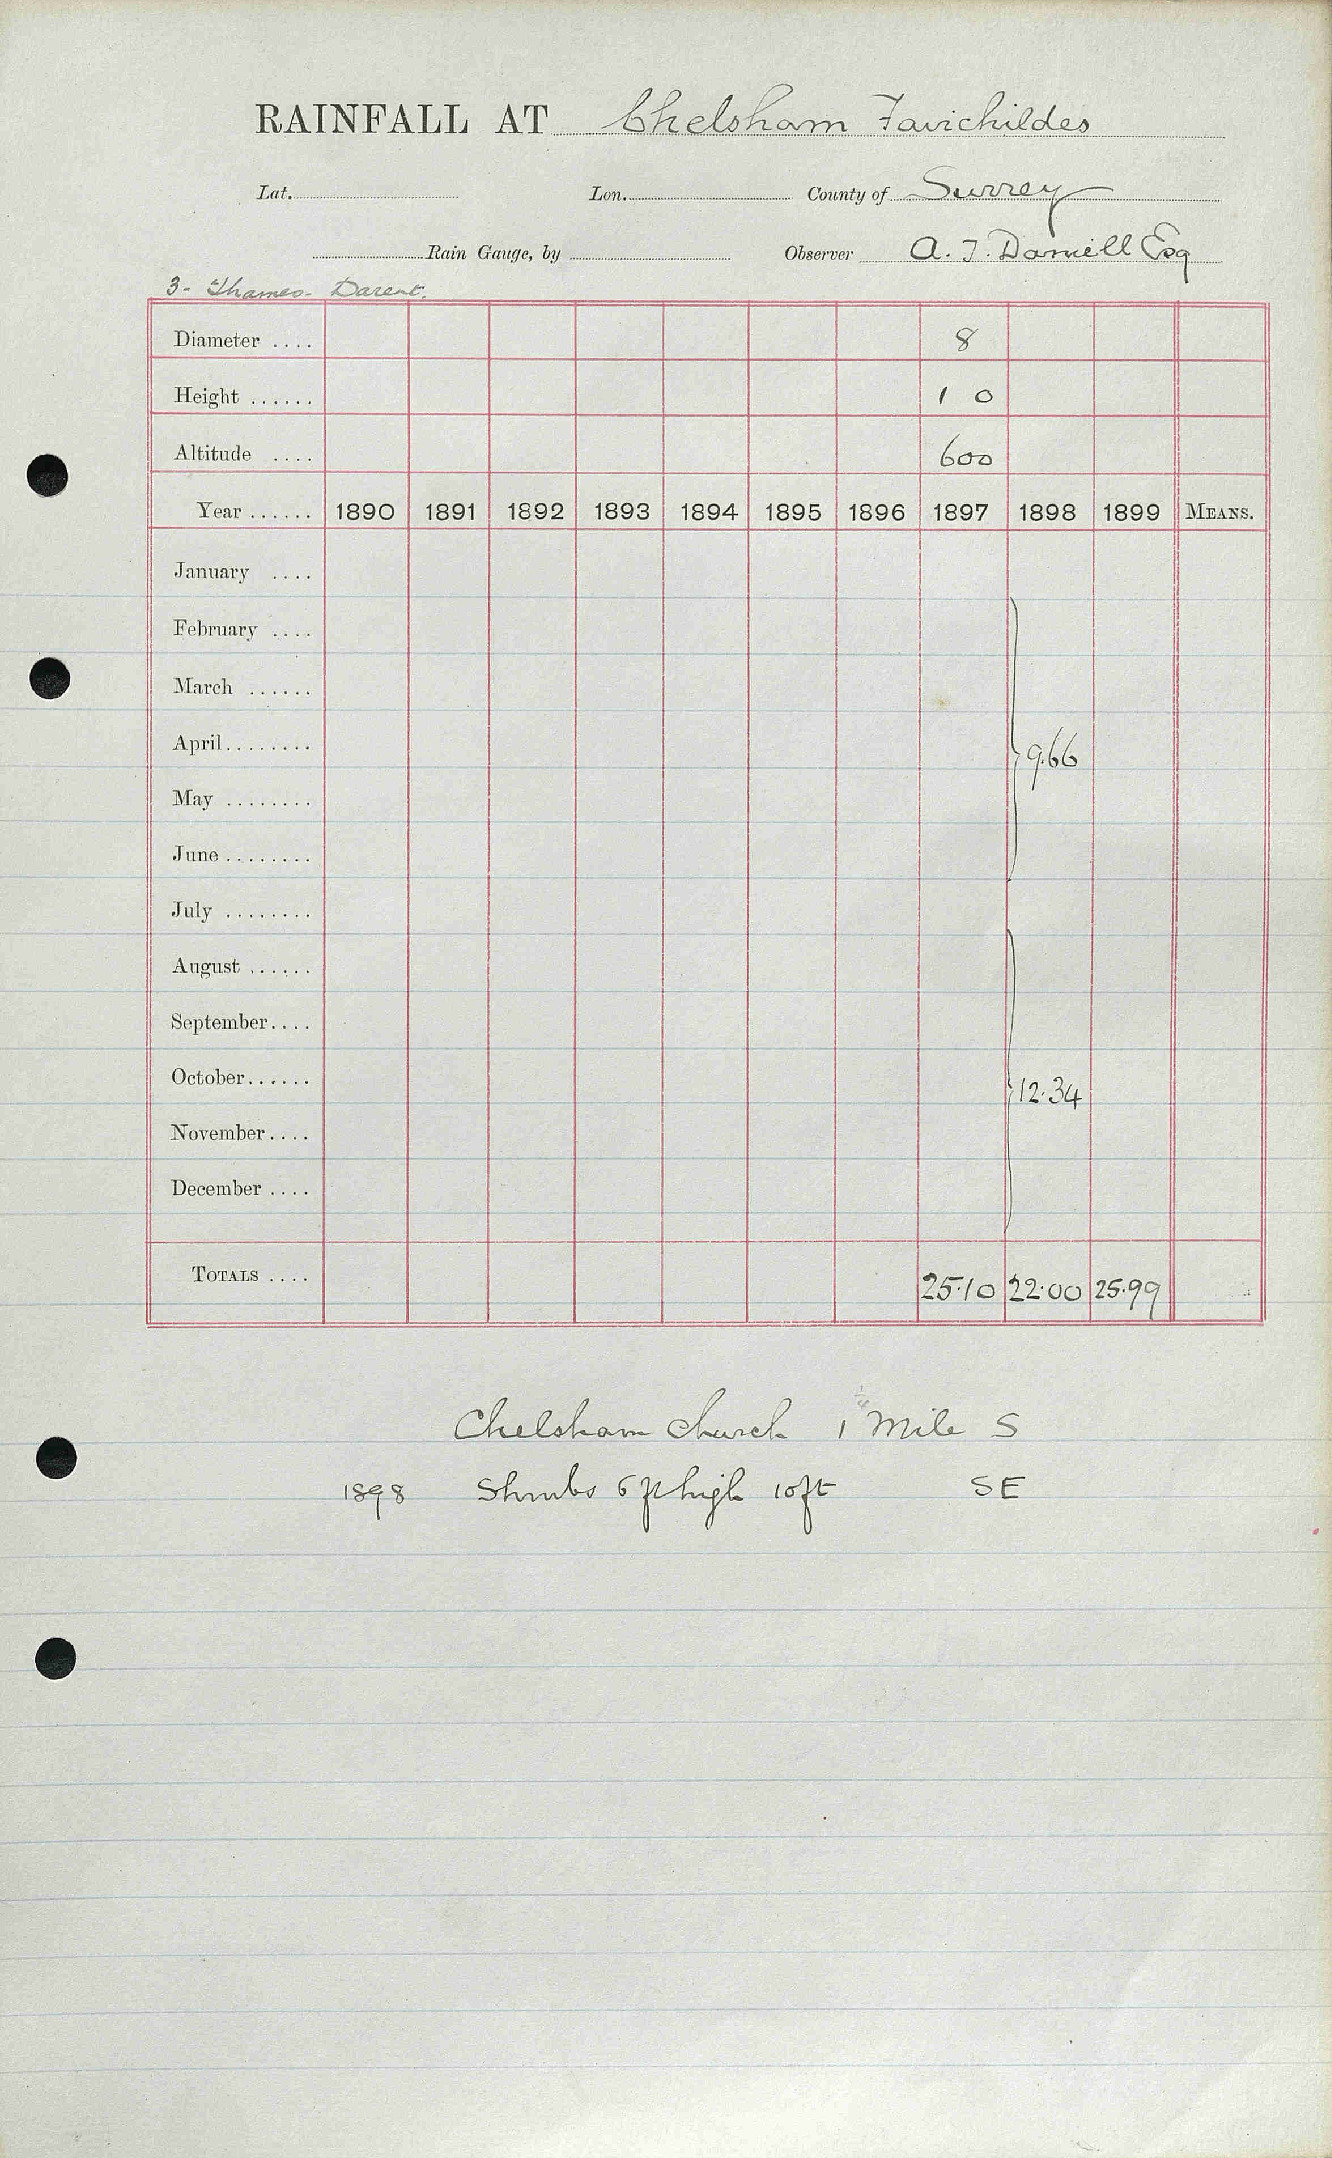 RAINFALL AT Chelsham Fairchildes
Lat. Lon. County of Surrey
Rain Gauge, by Observer A. J. Daniell Esq
3 - Thames - Darent.
Diameter .... 8
Height ...... 1 0
Altitude .... 600
Year ...... 1890 1891 1892 1893 1894 1895 1896 1897 1898 1899 MEANS.
January ....
February ....
March ......
April ........
May ........
9.66
June ........
July ........
August ......
September ....
October ......
12.34
November ....
December ....
TOTALS .... 25.10 22.00 25.99
Chelsham Church 1 1/4 Mile S
1898 Shrubs 6 ft high 10 ft SE